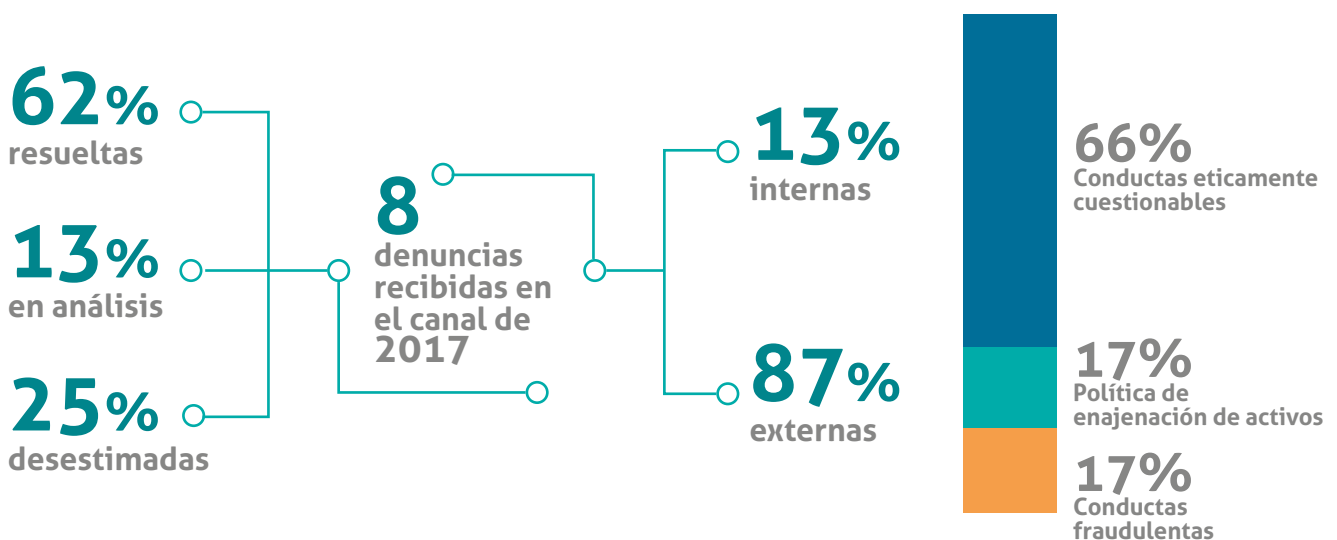 62%
resueltas
13%
en análisis
25%
desestimadas
8
denuncias
recibidas en
el canal de
2017
13%
internas
87%
externas
66%
Conductas eticamente
cuestionables
17%
Política de
enajenación de activos
17%
Conductas
fraudulentas